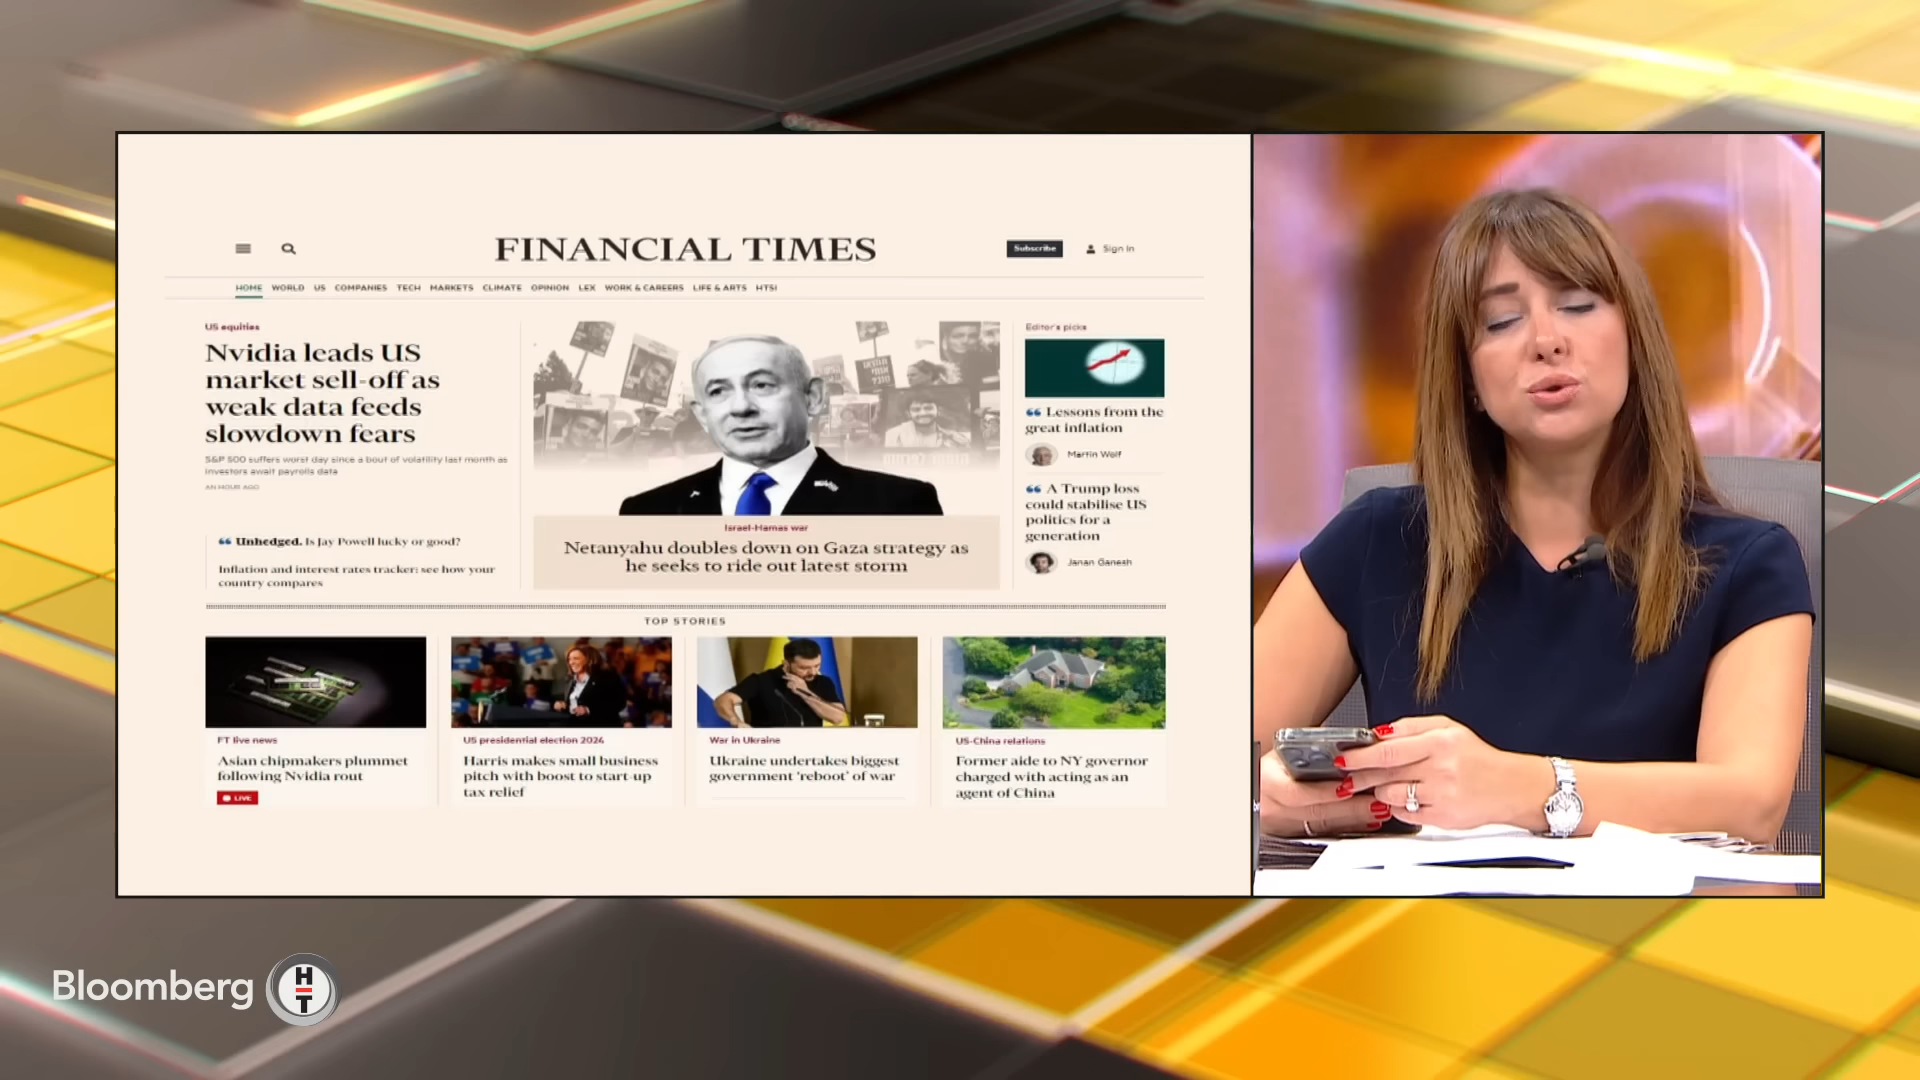 FINANCIAL TIMES
Subscribe
Sign In
HOME WORLD US COMPANIES TECH MARKETS CLIMATE OPINION LEX WORK & CAREERS LIFE & ARTS HTSI
US equities
Nvidia leads US
market sell-off as
weak data feeds
slowdown fears
S&P 500 suffers worst day since a bout of volatility last month as
investors await payrolls data
AN HOUR AGO
Unhedged. Is Jay Powell lucky or good?
Inflation and interest rates tracker: see how your
country compares
Israel-Hamas war
Netanyahu doubles down on Gaza strategy as
he seeks to ride out latest storm
Editor's picks
Lessons from the
great inflation
Martin Wolf
A Trump loss
could stabilise US
politics for a
generation
Janan Ganesh
TOP STORIES
FT live news
Asian chipmakers plummet
following Nvidia rout
LIVE
US presidential election 2024
Harris makes small business
pitch with boost to start-up
tax relief
War in Ukraine
Ukraine undertakes biggest
government 'reboot' of war
US-China relations
Former aide to NY governor
charged with acting as an
agent of China
Bloomberg HT